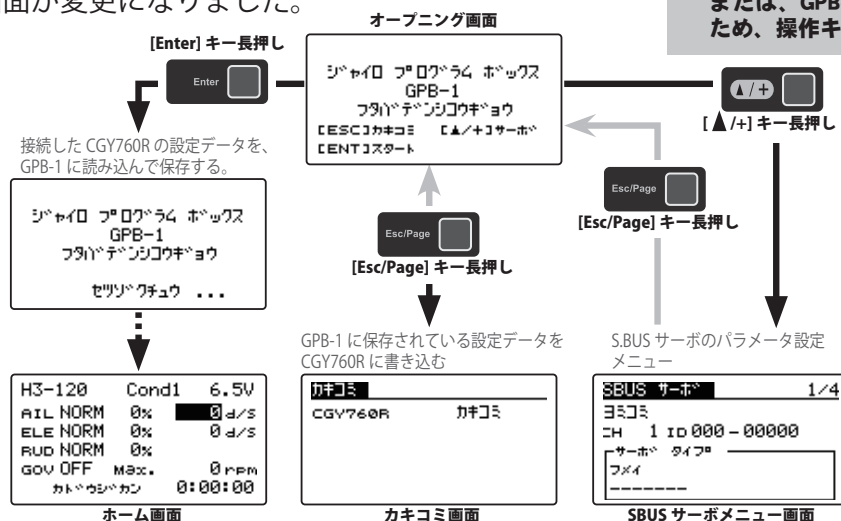 画面が変更になりました。
または、GPB
ため、操作キ
オープニング画面
[Enter] キー長押し
Enter
ジャイロ プログラム ボックス
GPB-1
フタバデンシコウギョウ
[ESC]カキコミ [▲/+]サーボ
[ENT]スタート
▲/+
[ ▲/+] キー長押し
接続した CGY760R の設定データを、
GPB-1 に読み込んで保存する。
ジャイロ プログラム ボックス
GPB-1
フタバデンシコウギョウ
セツゾクチュウ ...
Esc/Page
[Esc/Page] キー長押し
Esc/Page
[Esc/Page] キー長押し
GPB-1 に保存されている設定データを
CGY760R に書き込む
S.BUS サーボのパラメータ設定
メニュー
H3-120 Cond1 6.5V
AIL NORM 0% 0 d/s
ELE NORM 0% 0 d/s
RUD NORM 0%
GOV OFF Max. 0 rpm
カドウジカン 0:00:00
ホーム画面
カキコミ
CGY760R カキコミ
カキコミ画面
SBUS サーボ 1/4
ヨミコミ
CH 1 ID 000 – 00000
サーボ タイプ
フメイ
-------
SBUS サーボメニュー画面